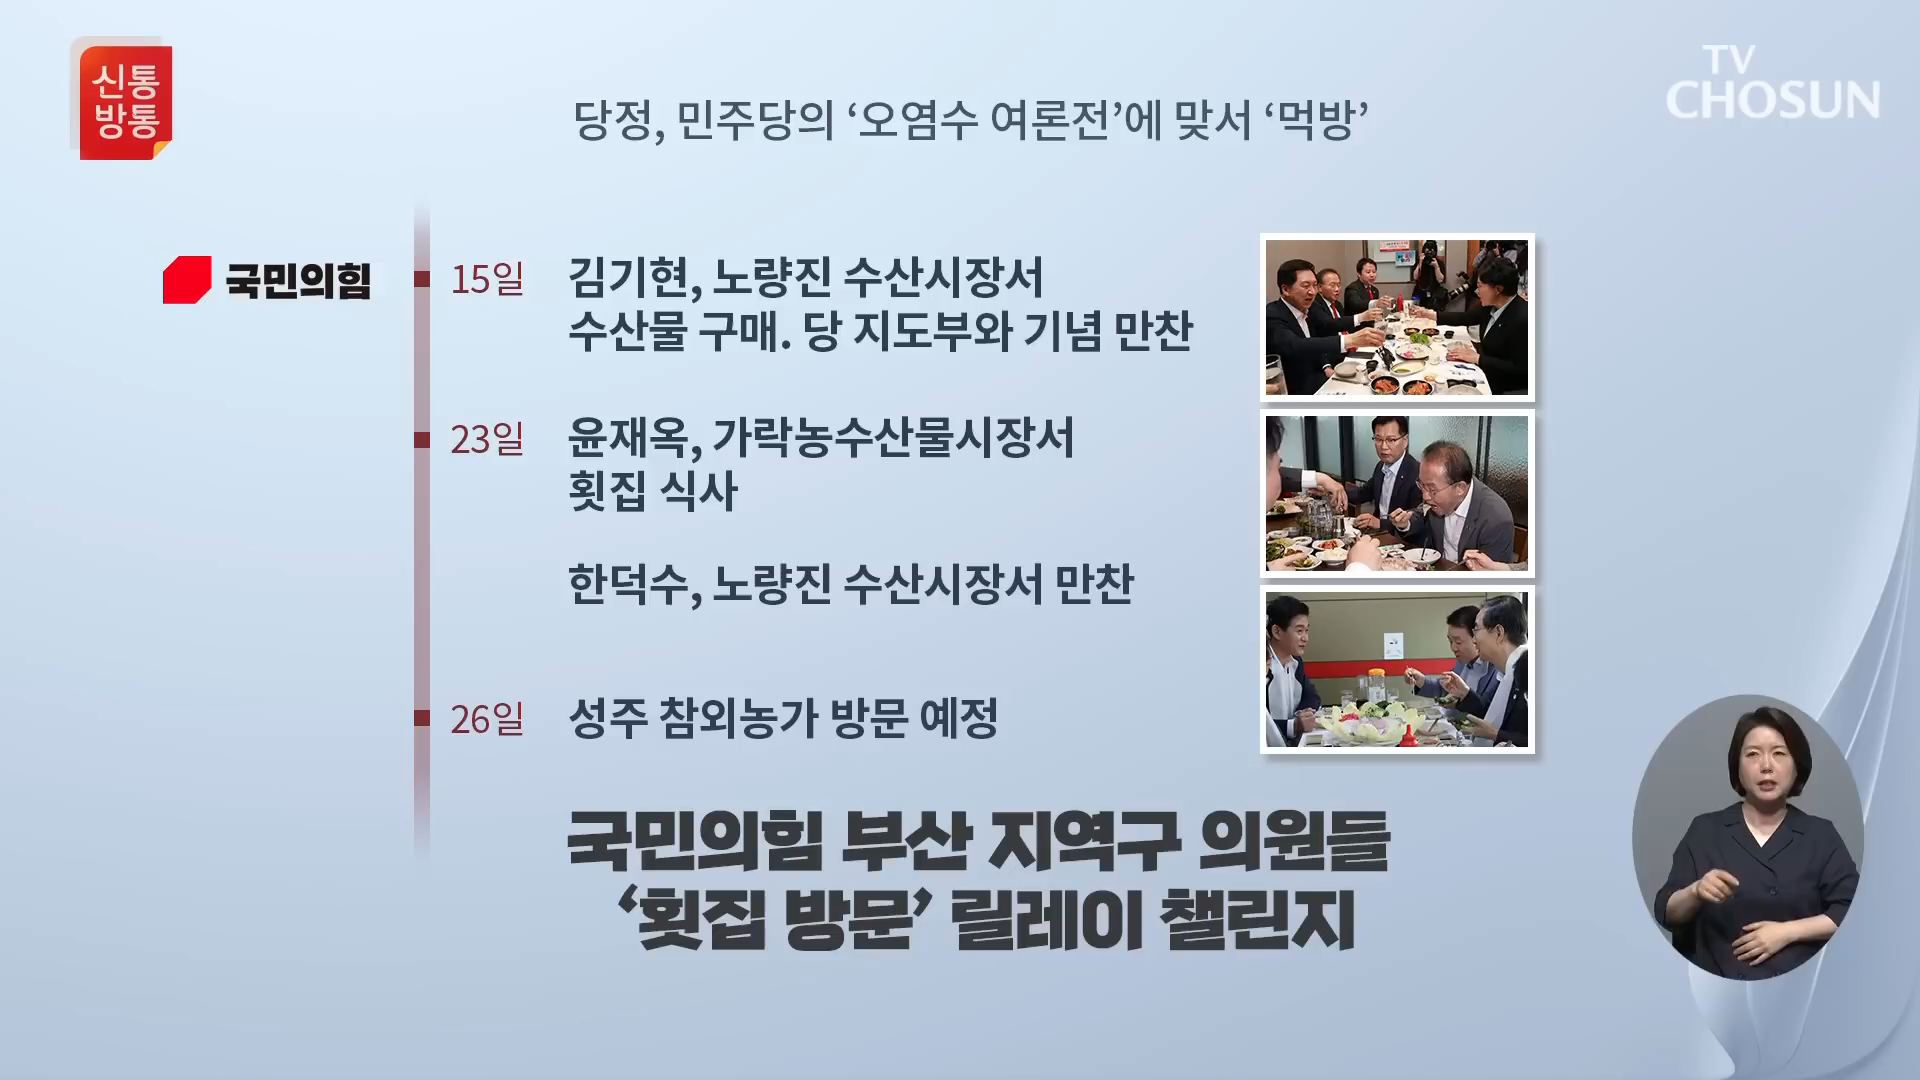 신통
방통
TV
CHOSUN
당정, 민주당의 ‘오염수 여론전’에 맞서 ‘먹방’
국민의힘
15일
김기현, 노량진 수산시장서
수산물 구매. 당 지도부와 기념 만찬
23일
윤재옥, 가락농수산물시장서
횟집 식사
한덕수, 노량진 수산시장서 만찬
26일
성주 참외농가 방문 예정
국민의힘 부산 지역구 의원들
‘횟집 방문’ 릴레이 챌린지